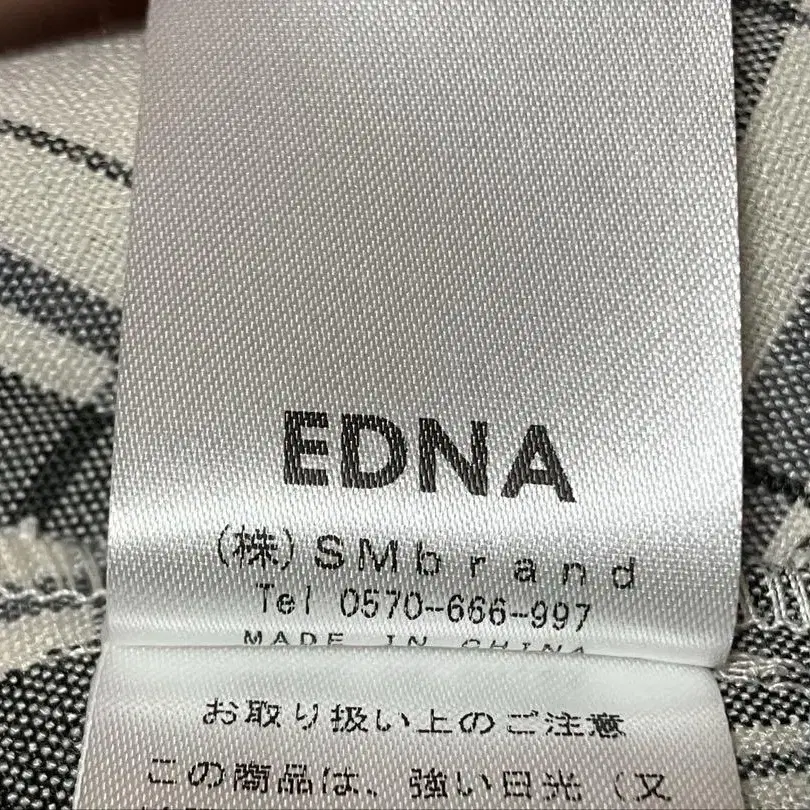 EDNA
(株)SMbrand
Tel 0570-666-997
MADE IN CHINA
お取り扱い上のご注意
この商品は、強い日光(又